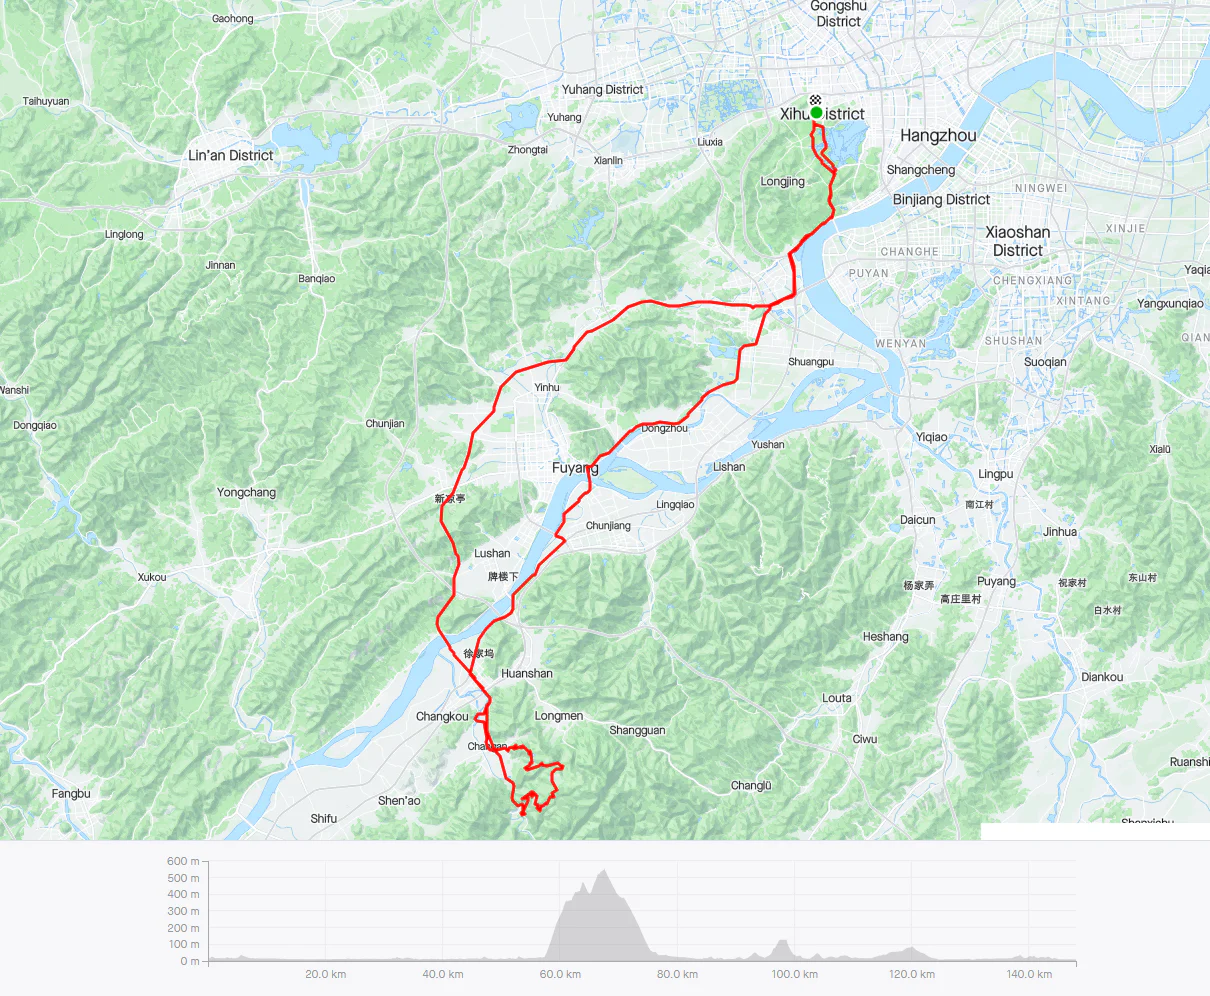 Gongshu
District
Gaohong
Yuhang District
Taihuyuan
Yuhang
Xihu District
Hangzhou
Liuxia
Zhongtai
Lin'an District
Xianlin
Shangcheng
Longjing
NINGWEI
Binjiang District
Linglong
Xiaoshan
District
XINJIE
CHANGHE
Jinnan
PUYAN
Yaqia
Banqiao
CHENGXIANG
XINTANG
Yangxunqiao
QIAN
WENYAN
SHUSHAN
Shuangpu
Suoqian
Yinhu
Wanshi
Dongqiao
Chunjian
Dongzhou
Yushan
Yiqiao
Xialü
Fuyang
Lishan
Lingpu
Yongchang
新凉亭
Lingqiao
南江村
Chunjiang
Daicun
Jinhua
Lushan
Xukou
牌楼下
杨家弄
Puyang
祝家村
东山村
高庄里村
白水村
Heshang
徐家坞
Huanshan
Diankou
Louta
Changkou
Longmen
Shangguan
Ciwu
Chang'an
Ruanshi
Changlü
Fangbu
Shen'ao
Shifu
600 m
500 m
400 m
300 m
200 m
100 m
0 m
20.0 km
40.0 km
60.0 km
80.0 km
100.0 km
120.0 km
140.0 km